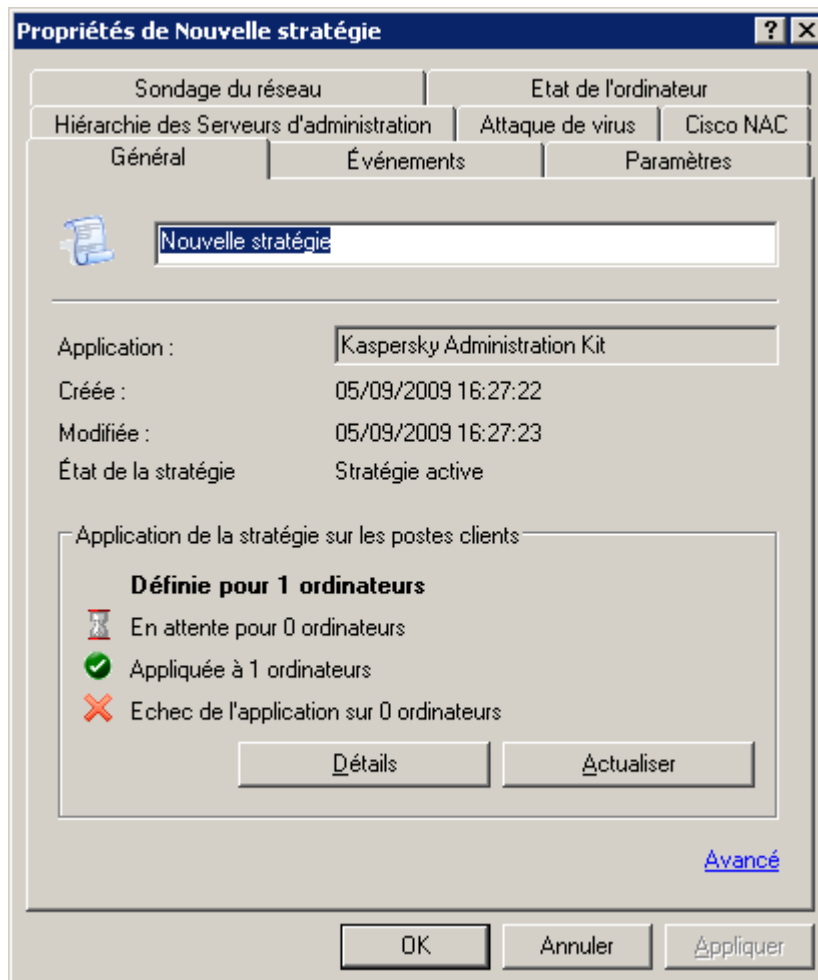 Propriétés de Nouvelle stratégie
Sondage du réseau Etat de l'ordinateur
Hiérarchie des Serveurs d'administration Attaque de virus Cisco NAC
Général Événements Paramètres
Nouvelle stratégie
Application : Kaspersky Administration Kit
Créée : 05/09/2009 16:27:22
Modifiée : 05/09/2009 16:27:23
État de la stratégie Stratégie active
Application de la stratégie sur les postes clients
Définie pour 1 ordinateurs
En attente pour 0 ordinateurs
Appliquée à 1 ordinateurs
Echec de l'application sur 0 ordinateurs
Détails Actualiser
Avancé
OK Annuler Appliquer